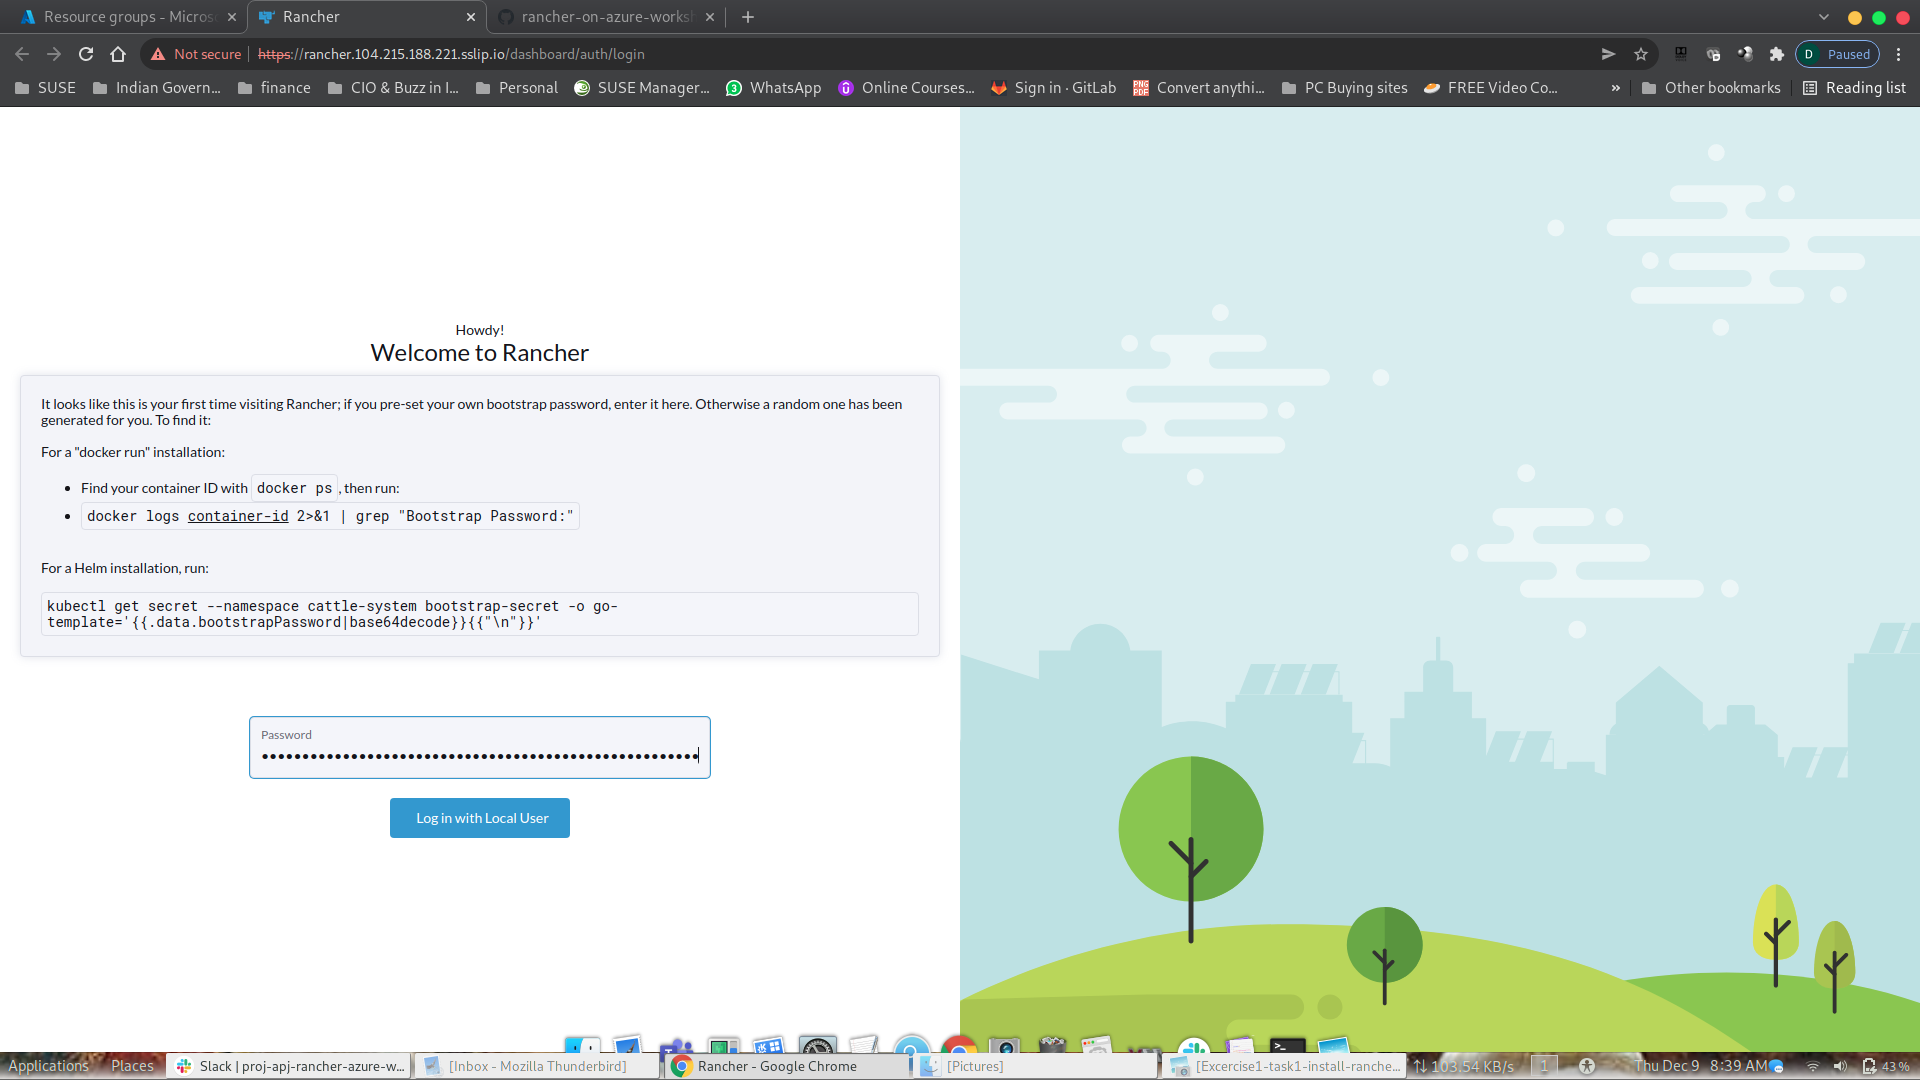 Resource groups - Micros
Rancher
rancher-on-azure-worksh
Not secure
https://rancher.104.215.188.221.sslip.io/dashboard/auth/login
D Paused
SUSE
Indian Govern...
finance
CIO & Buzz in I...
Personal
SUSE Manager...
3 WhatsApp
Online Courses...
Sign in · GitLab
PNG PDF Convert anythi...
PC Buying sites
FREE Video Co...
»
Other bookmarks
Reading list
Howdy!
Welcome to Rancher
It looks like this is your first time visiting Rancher; if you pre-set your own bootstrap password, enter it here. Otherwise a random one has been
generated for you. To find it:
For a "docker run" installation:
• Find your container ID with docker ps, then run:
• docker logs container-id 2>&1 | grep "Bootstrap Password:"
For a Helm installation, run:
kubectl get secret --namespace cattle-system bootstrap-secret -o go-
template='{{.data.bootstrapPassword|base64decode}}{{"\n"}}'
Password
Log in with Local User
Applications
Places
Slack | proj-apj-rancher-azure-w...
[Inbox - Mozilla Thunderbird]
Rancher - Google Chrome
[Pictures]
[Excercise1-task1-install-ranche...
103.54 KB/s
1
Thu Dec 9 8:39 AM
43 %